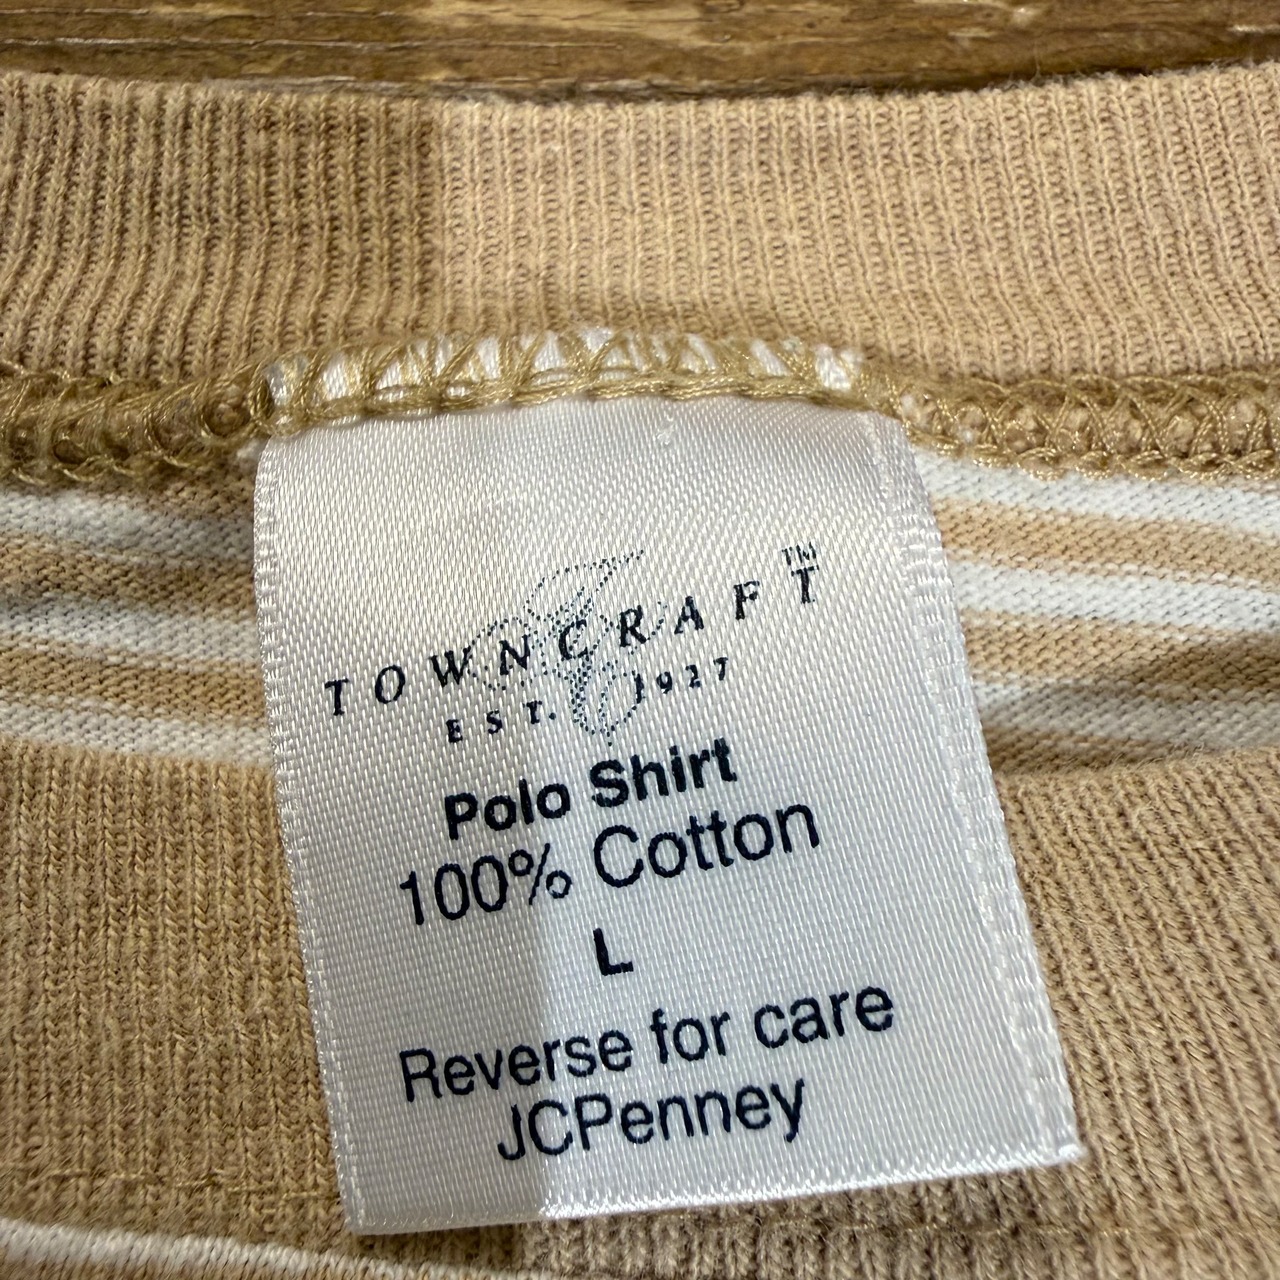 TOWNCRAFT™
EST. 1927
Polo Shirt
100% Cotton
L
Reverse for care
JCPenney